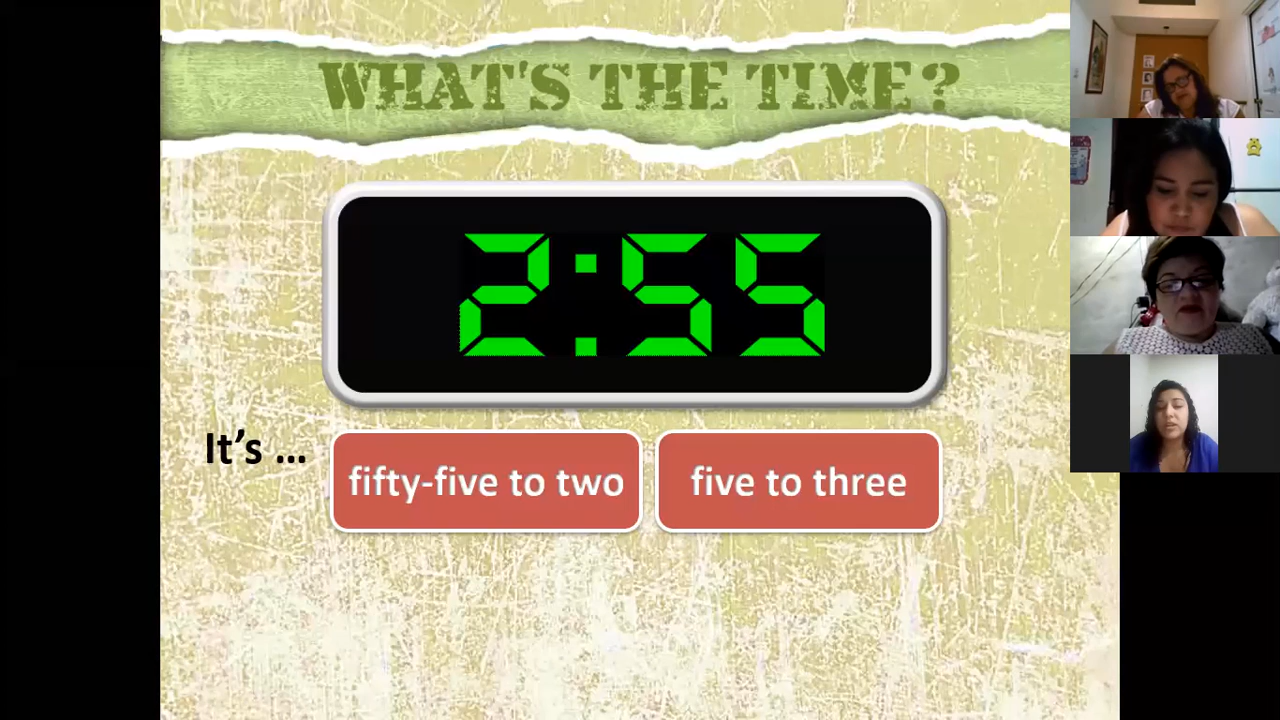 WHAT'S THE TIME?
2:55
It's ...
fifty-five to two
five to three